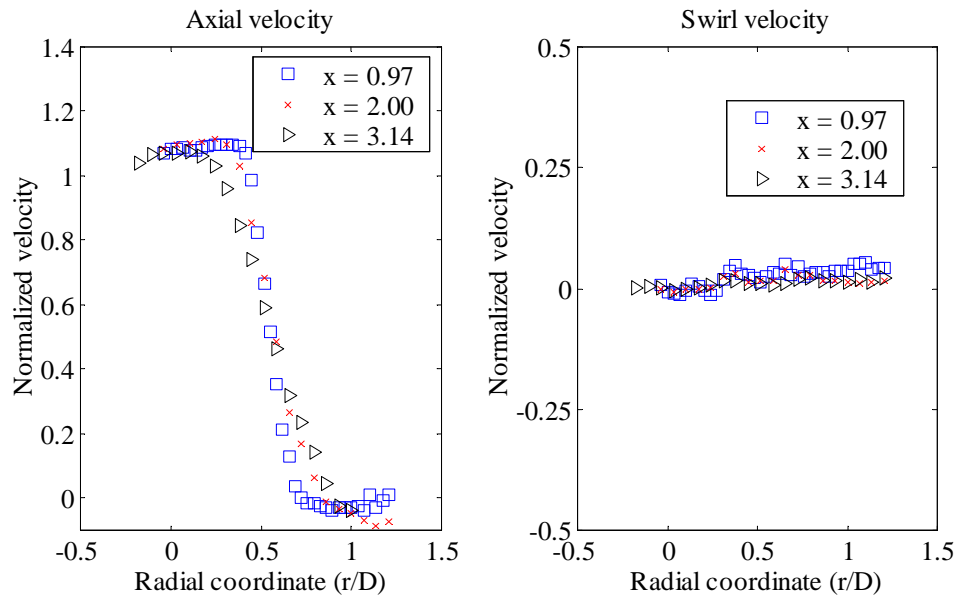 Axial velocity
1.4
1.2
1
0.8
0.6
0.4
0.2
0
-0.5
0
0.5
1
1.5
Normalized velocity
Radial coordinate (r/D)
x = 0.97
x = 2.00
x = 3.14
Swirl velocity
0.5
0.25
0
-0.25
-0.5
-0.5
0
0.5
1
1.5
Normalized velocity
Radial coordinate (r/D)
x = 0.97
x = 2.00
x = 3.14